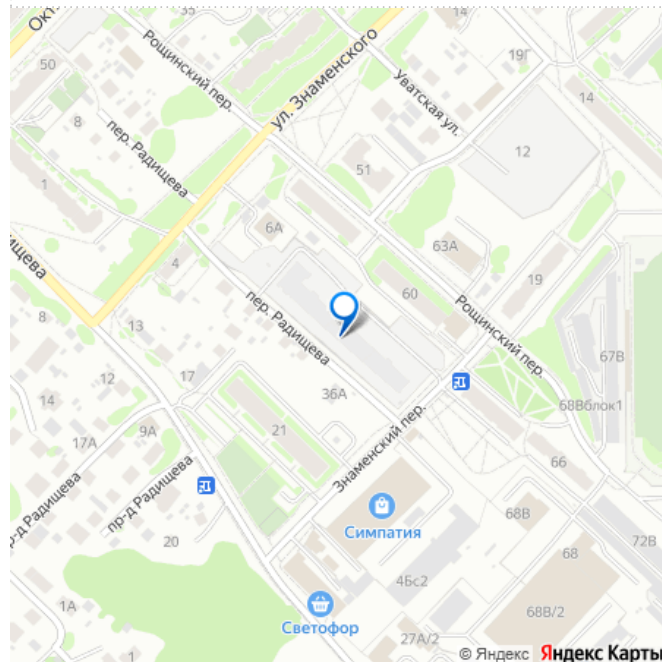 Окт
35
14
Рощинский пер.
ул. Знаменского
19Г
50
Уватская ул.
14
8
12
пер. Радищева
51
1
6А
63А
4
19
ищева
60
Рощинский пер.
8
13
пер. Радищева
67В
12
17
36А
68Вблок1
14
9А
21
17А
Знаменский пер.
66
пр-д Радищева
р-д Радищева
68В
Симпатия
20
68
72В
4Бс2
1А
68В/2
Светофор
27А/2
1
© Яндекс Яндекс Карты